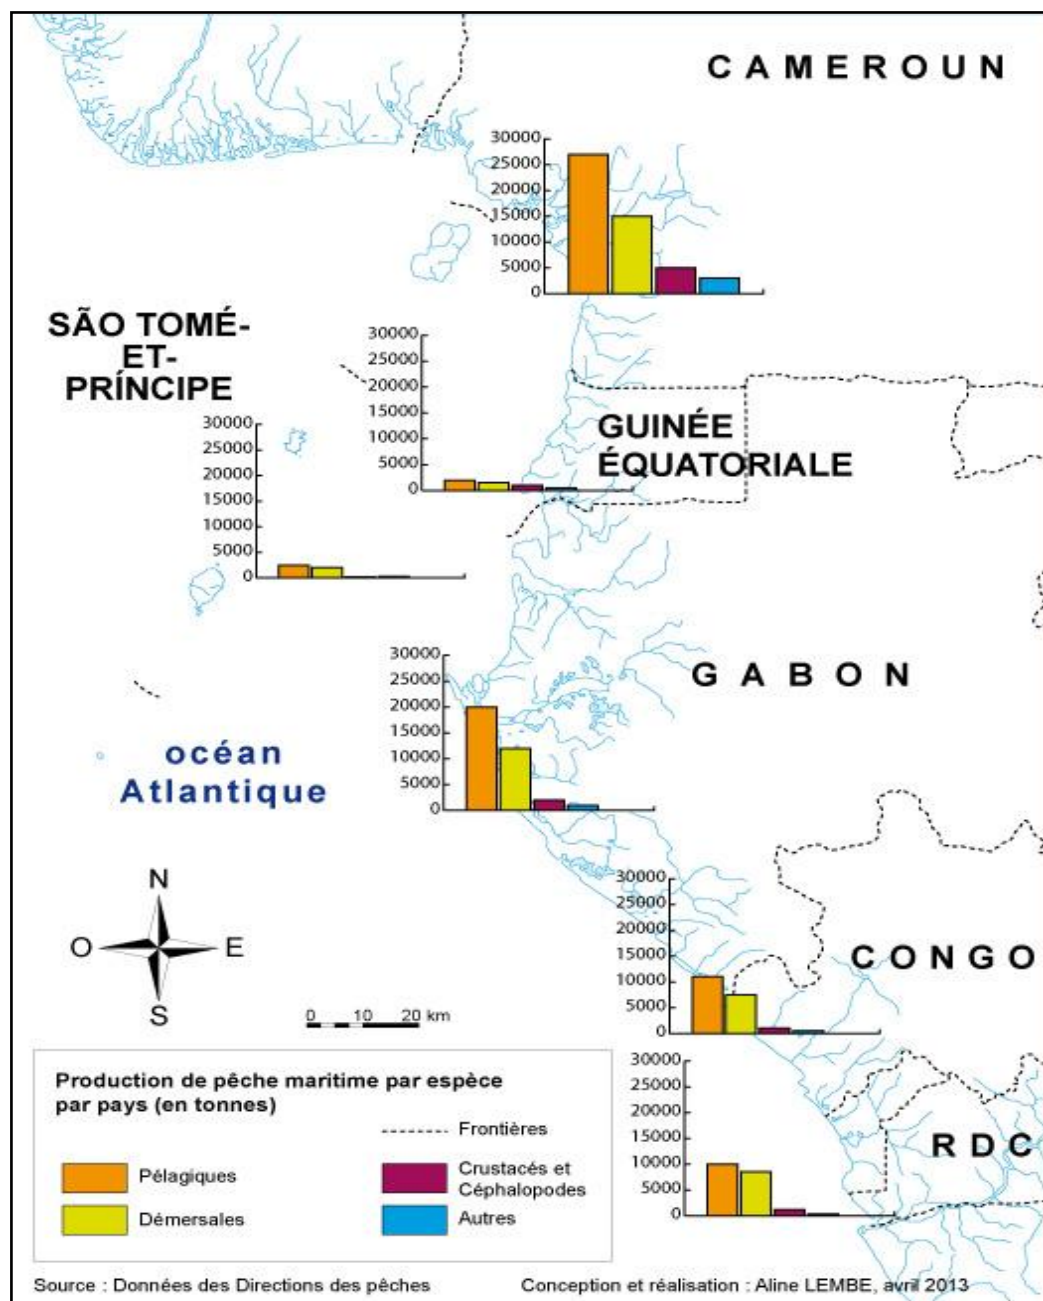 CAMEROUN
30000
25000
20000
15000
10000
5000
0
SÃO TOMÉ-
ET-
PRÍNCIPE
30000
25000
20000
15000
10000
5000
0
GUINÉE
ÉQUATORIALE
30000
25000
20000
15000
10000
5000
0
30000
25000
20000
15000
10000
5000
0
GABON
océan
Atlantique
30000
25000
20000
15000
10000
5000
0
CONGO
N
O E
S
0 10 20 km
30000
25000
20000
15000
10000
5000
0
RDC
Production de pêche maritime par espèce
par pays (en tonnes)
Frontières
Pélagiques
Crustacés et
Céphalopodes
Démersales
Autres
Source : Données des Directions des pêches
Conception et réalisation : Aline LEMBE, avril 2013